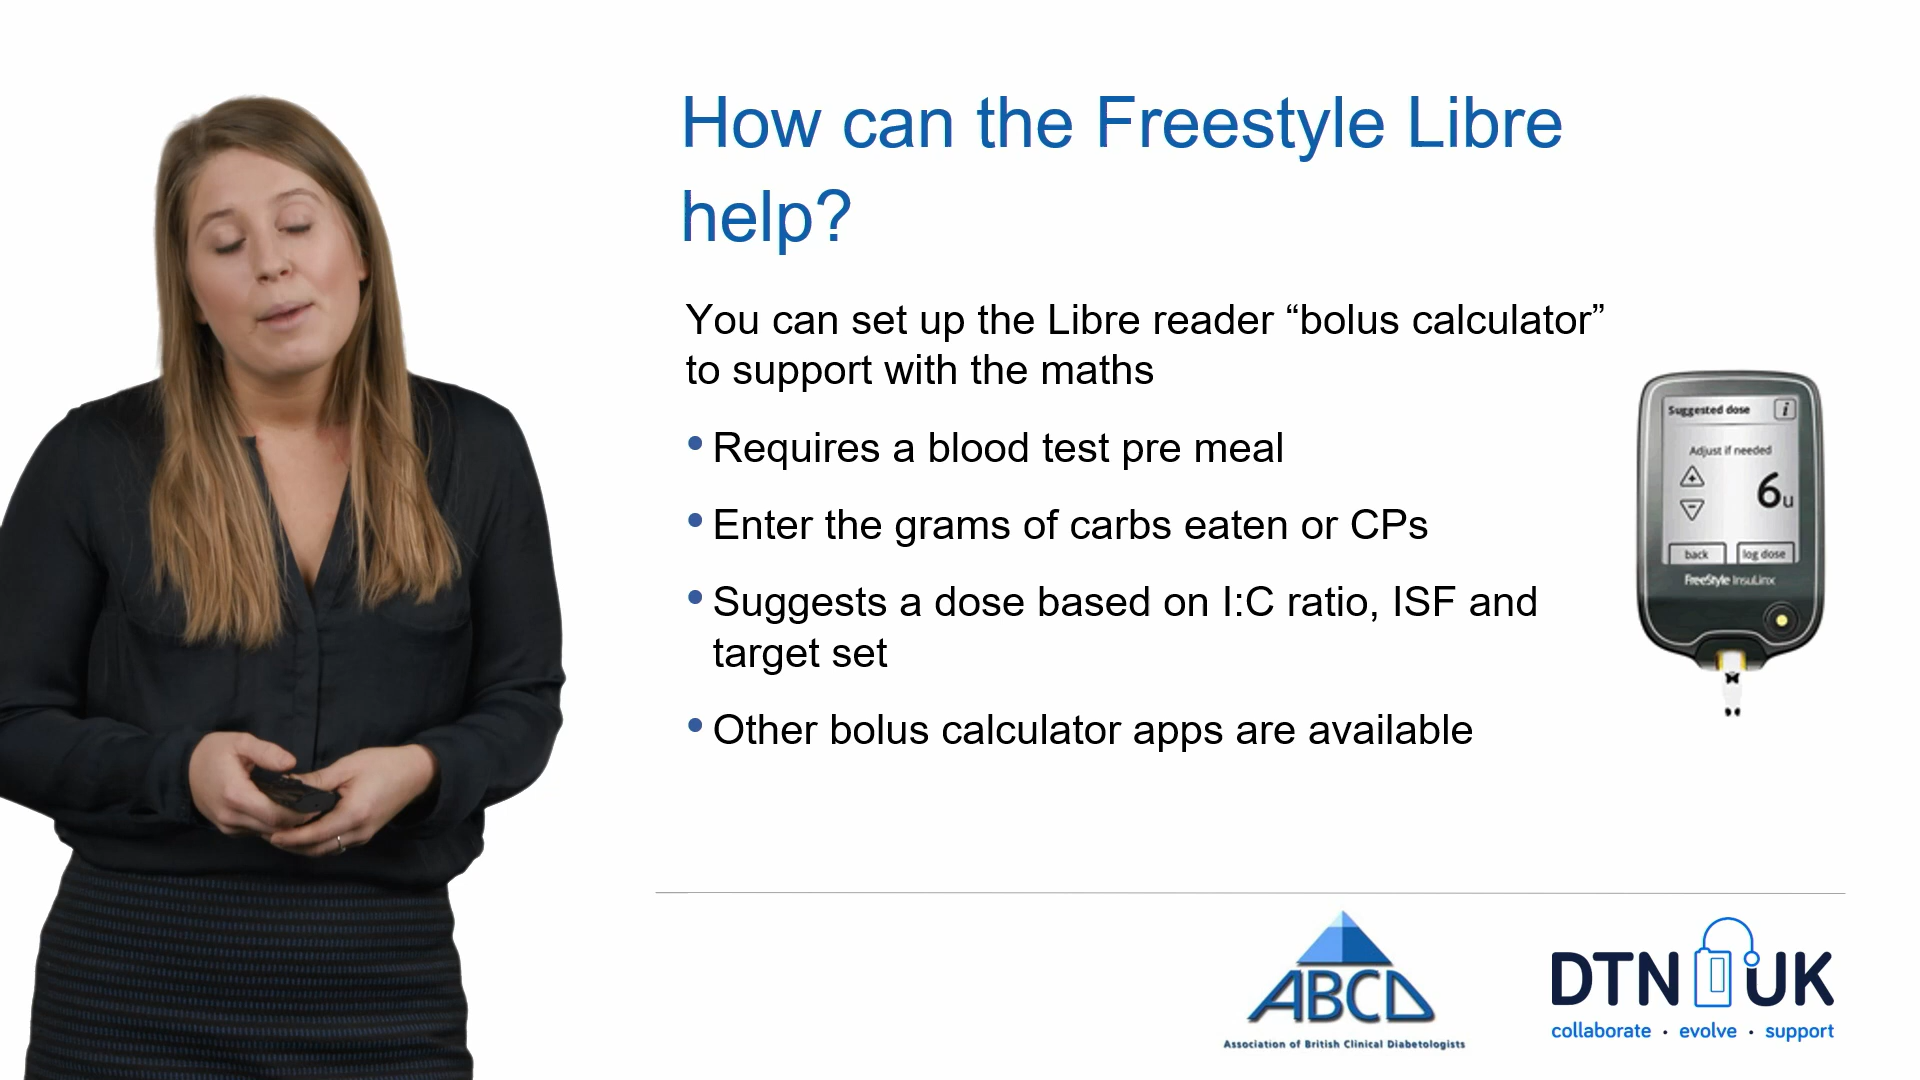 How can the Freestyle Libre
help?
You can set up the Libre reader “bolus calculator”
to support with the maths
• Requires a blood test pre meal
• Enter the grams of carbs eaten or CPs
• Suggests a dose based on I:C ratio, ISF and
target set
• Other bolus calculator apps are available
Suggested dose i
Adjust if needed
6u
back log dose
FreeStyle InsuLinx
ABCD
Association of British Clinical Diabetologists
DTN UK
collaborate · evolve · support